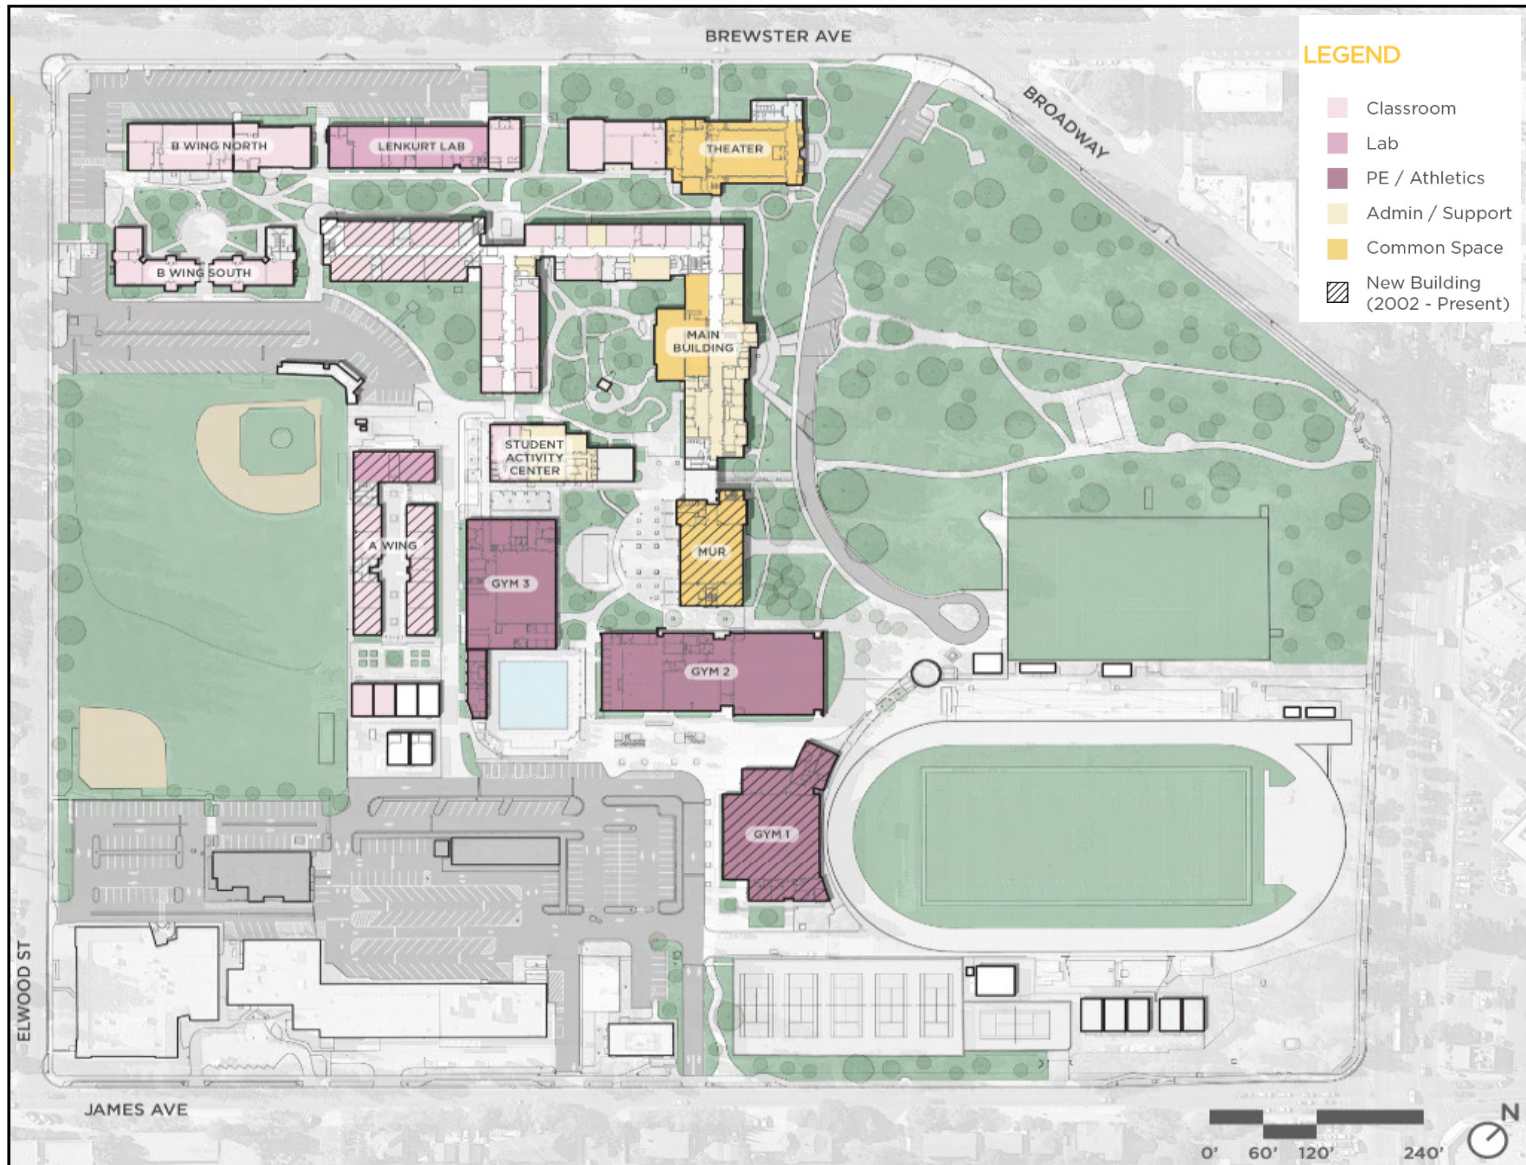 BREWSTER AVE
BROADWAY
LEGEND
Classroom
Lab
PE / Athletics
Admin / Support
Common Space
New Building
(2002 - Present)
B WING NORTH
LENKURT LAB
THEATER
B WING SOUTH
MAIN
BUILDING
STUDENT
ACTIVITY
CENTER
A WING
MUR
GYM 3
GYM 2
GYM 1
ELWOOD ST
JAMES AVE
N
0' 60' 120' 240'